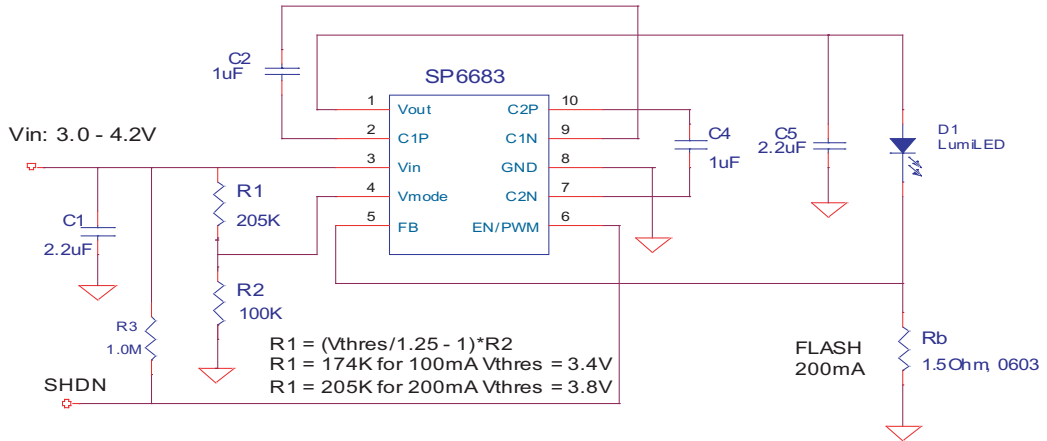 C2
1uF
SP6683
1
Vout
C2P
10
2
C1P
C1N
9
3
Vin
GND
8
4
Vmode
C2N
7
5
FB
EN/PWM
6
Vin: 3.0 - 4.2V
C4
1uF
C5
2.2uF
D1
LumiLED
R1
205K
C1
2.2uF
R2
100K
R3
1.0M
R1 = (Vthres/1.25 - 1)*R2
R1 = 174K for 100mA Vthres = 3.4V
R1 = 205K for 200mA Vthres = 3.8V
FLASH
200mA
Rb
1.5Ohm, 0603
SHDN